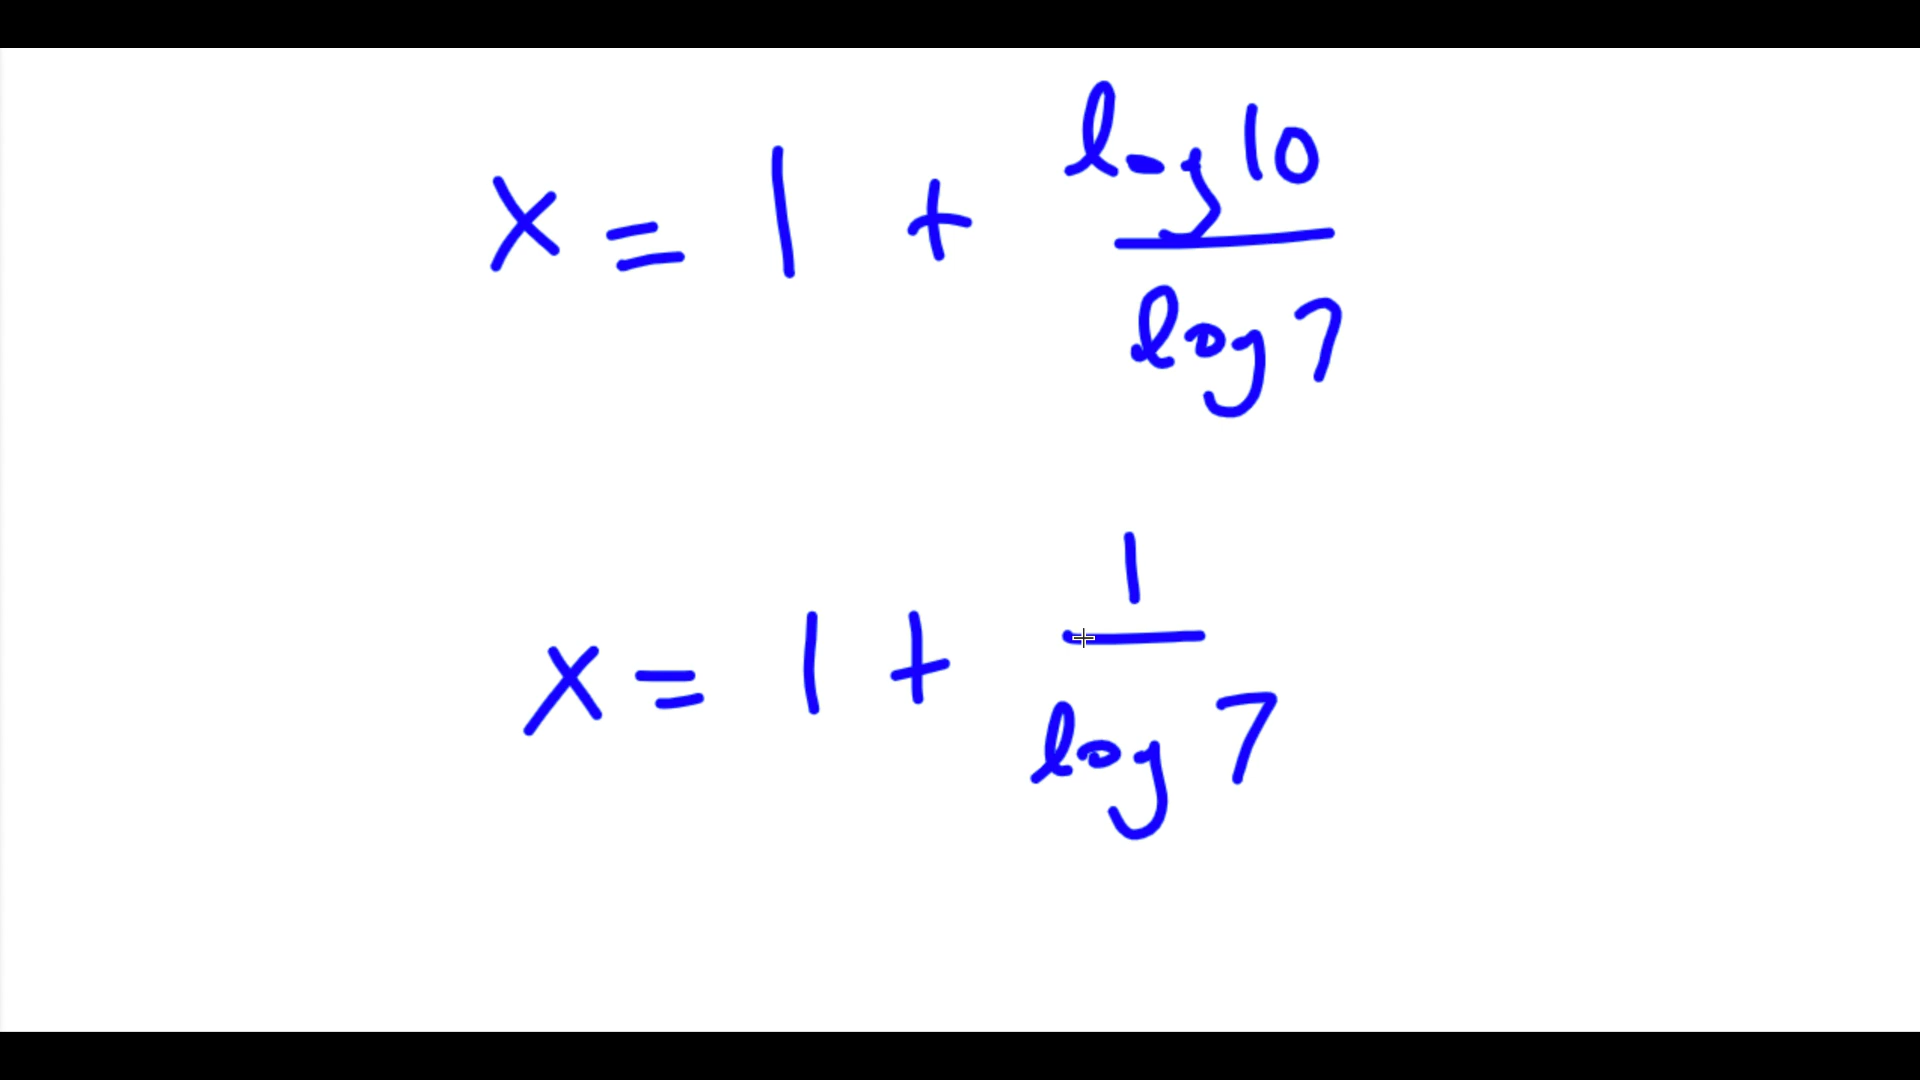 x = 1 + log 10 / log 7
x = 1 + 1 / log 7